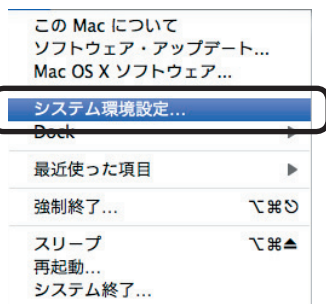 この Mac について
ソフトウェア・アップデート...
Mac OS X ソフトウェア...
システム環境設定...
Dock ▶
最近使った項目 ▶
強制終了... ⌥⌘⎋
スリープ ⌥⌘⏏
再起動...
システム終了...